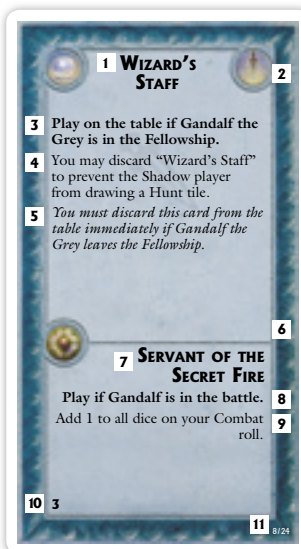 1 WIZARD'S
STAFF
2
3 Play on the table if Gandalf the
Grey is in the Fellowship.
4 You may discard “Wizard's Staff”
to prevent the Shadow player
from drawing a Hunt tile.
5 You must discard this card from the
table immediately if Gandalf the
Grey leaves the Fellowship.
6
7 SERVANT OF THE
SECRET FIRE
Play if Gandalf is in the battle. 8
Add 1 to all dice on your Combat 9
roll.
10 3
11 8/24